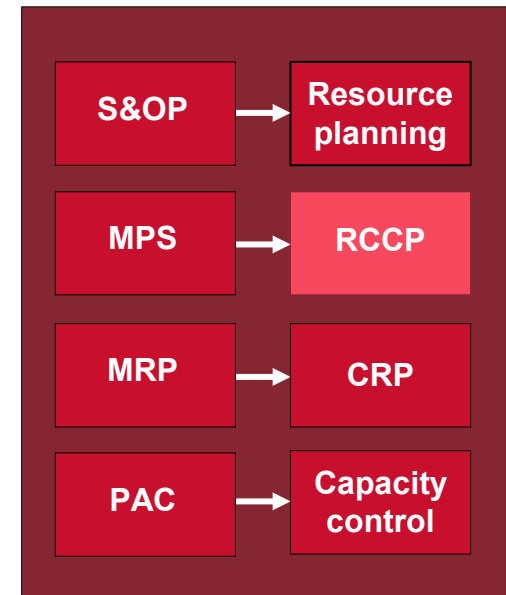 S&OP
Resource
planning
MPS
RCCP
MRP
CRP
PAC
Capacity
control